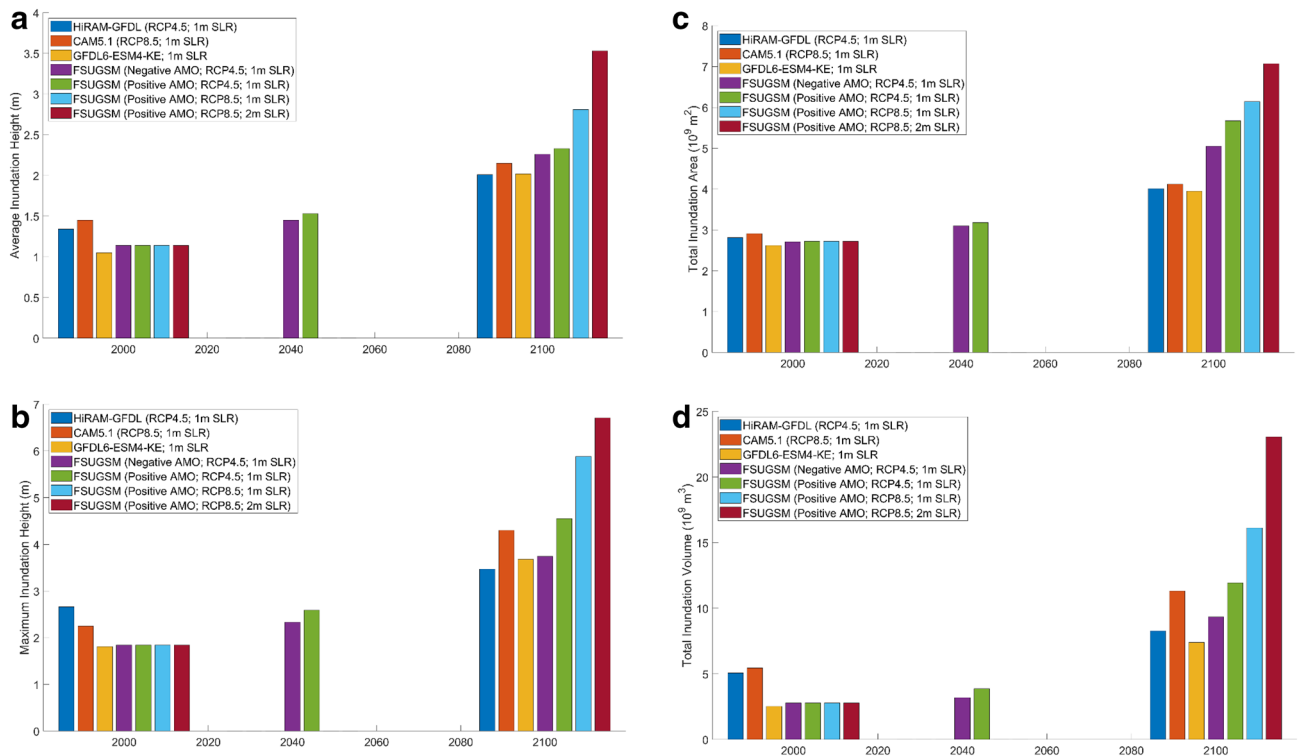 a
HiRAM-GFDL (RCP4.5; 1m SLR)
CAM5.1 (RCP8.5; 1m SLR)
GFDL6-ESM4-KE; 1m SLR
FSUGSM (Negative AMO; RCP4.5; 1m SLR)
FSUGSM (Positive AMO; RCP4.5; 1m SLR)
FSUGSM (Positive AMO; RCP8.5; 1m SLR)
FSUGSM (Positive AMO; RCP8.5; 2m SLR)
Average Inundation Height (m)
4
3.5
3
2.5
2
1.5
1
0.5
0
2000 2020 2040 2060 2080 2100
c
HiRAM-GFDL (RCP4.5; 1m SLR)
CAM5.1 (RCP8.5; 1m SLR)
GFDL6-ESM4-KE; 1m SLR
FSUGSM (Negative AMO; RCP4.5; 1m SLR)
FSUGSM (Positive AMO; RCP4.5; 1m SLR)
FSUGSM (Positive AMO; RCP8.5; 1m SLR)
FSUGSM (Positive AMO; RCP8.5; 2m SLR)
Total Inundation Area (10⁹ m²)
8
7
6
5
4
3
2
1
0
2000 2020 2040 2060 2080 2100
b
HiRAM-GFDL (RCP4.5; 1m SLR)
CAM5.1 (RCP8.5; 1m SLR)
GFDL6-ESM4-KE; 1m SLR
FSUGSM (Negative AMO; RCP4.5; 1m SLR)
FSUGSM (Positive AMO; RCP4.5; 1m SLR)
FSUGSM (Positive AMO; RCP8.5; 1m SLR)
FSUGSM (Positive AMO; RCP8.5; 2m SLR)
Maximum Inundation Height (m)
7
6
5
4
3
2
1
0
2000 2020 2040 2060 2080 2100
d
HiRAM-GFDL (RCP4.5; 1m SLR)
CAM5.1 (RCP8.5; 1m SLR)
GFDL6-ESM4-KE; 1m SLR
FSUGSM (Negative AMO; RCP4.5; 1m SLR)
FSUGSM (Positive AMO; RCP4.5; 1m SLR)
FSUGSM (Positive AMO; RCP8.5; 1m SLR)
FSUGSM (Positive AMO; RCP8.5; 2m SLR)
Total Inundation Volume (10⁹ m³)
25
20
15
10
5
0
2000 2020 2040 2060 2080 2100